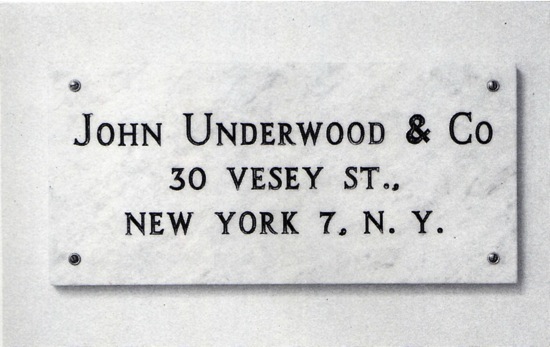 John Underwood & Co
30 VESEY ST.,
NEW YORK 7, N. Y.